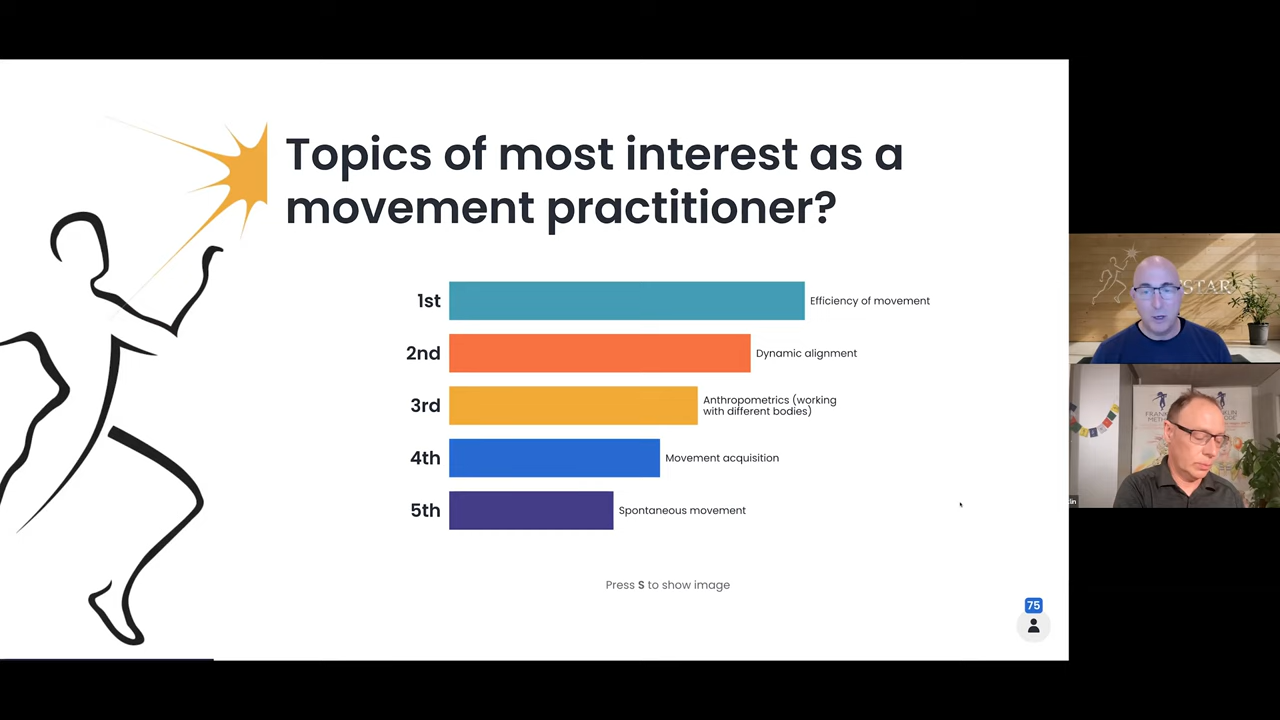 Topics of most interest as a
movement practitioner?
1st
Efficiency of movement
2nd
Dynamic alignment
3rd
Anthropometrics (working
with different bodies)
4th
Movement acquisition
5th
Spontaneous movement
Press S to show image
75